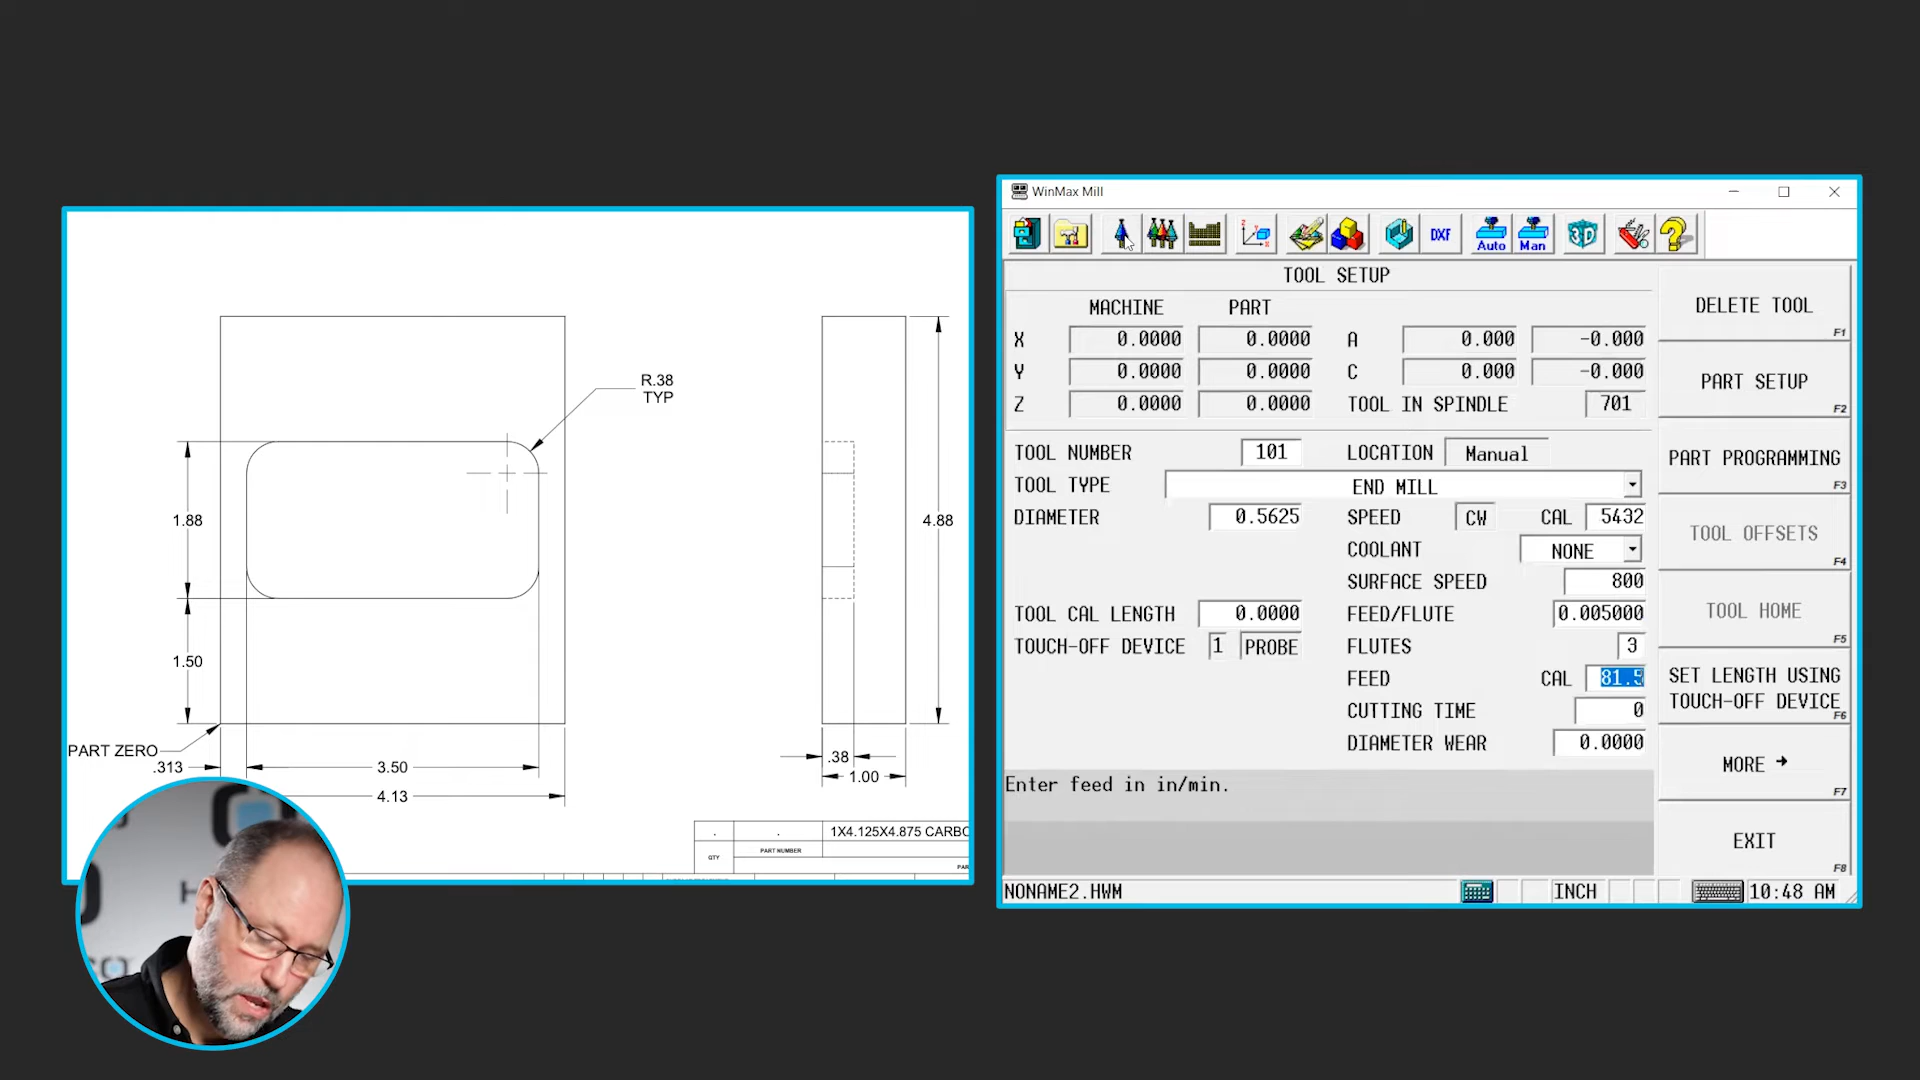 R.38
TYP
1.88
4.88
1.50
PART ZERO
.313
3.50
4.13
.38
1.00
1X4.125X4.875 CARBO
QTY
PART NUMBER
PAR
WinMax Mill
DXF
Auto
Man
3D
TOOL SETUP
MACHINE PART
X 0.0000 0.0000 A 0.000 -0.000
Y 0.0000 0.0000 C 0.000 -0.000
Z 0.0000 0.0000 TOOL IN SPINDLE 701
TOOL NUMBER 101 LOCATION Manual
TOOL TYPE END MILL
DIAMETER 0.5625 SPEED CW CAL 5432
COOLANT NONE
SURFACE SPEED 800
TOOL CAL LENGTH 0.0000 FEED/FLUTE 0.005000
TOUCH-OFF DEVICE 1 PROBE FLUTES 3
FEED CAL 81.5
CUTTING TIME 0
DIAMETER WEAR 0.0000
Enter feed in in/min.
DELETE TOOL
F1
PART SETUP
F2
PART PROGRAMMING
F3
TOOL OFFSETS
F4
TOOL HOME
F5
SET LENGTH USING
TOUCH-OFF DEVICE
F6
MORE →
F7
EXIT
F8
NONAME2.HWM INCH 10:48 AM